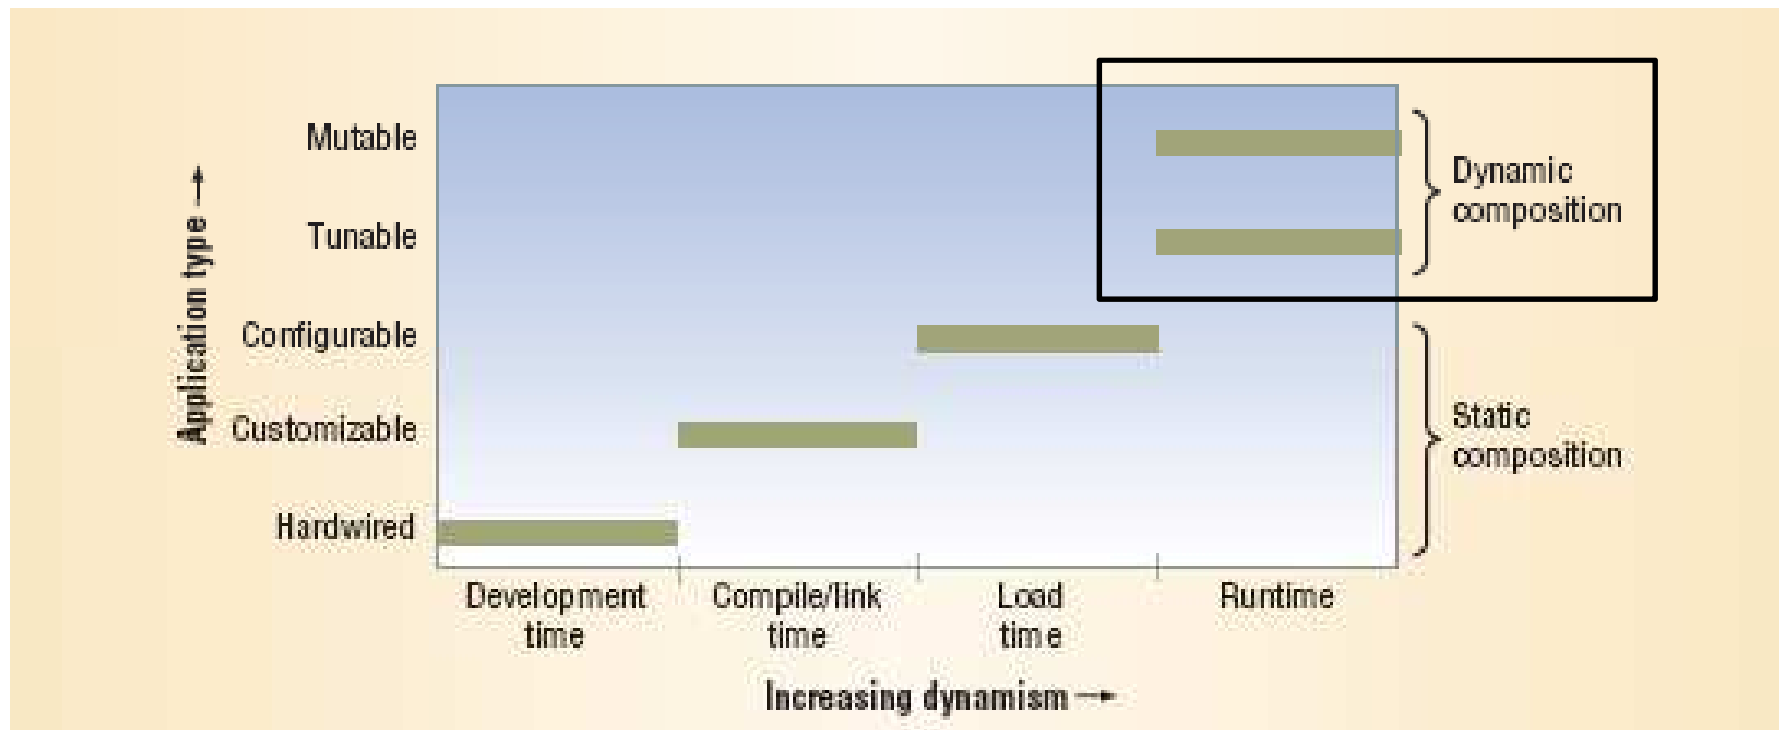 Mutable
Tunable
Configurable
Customizable
Hardwired
Application type →
Dynamic
composition
Static
composition
Development
time
Compile/link
time
Load
time
Runtime
Increasing dynamism →